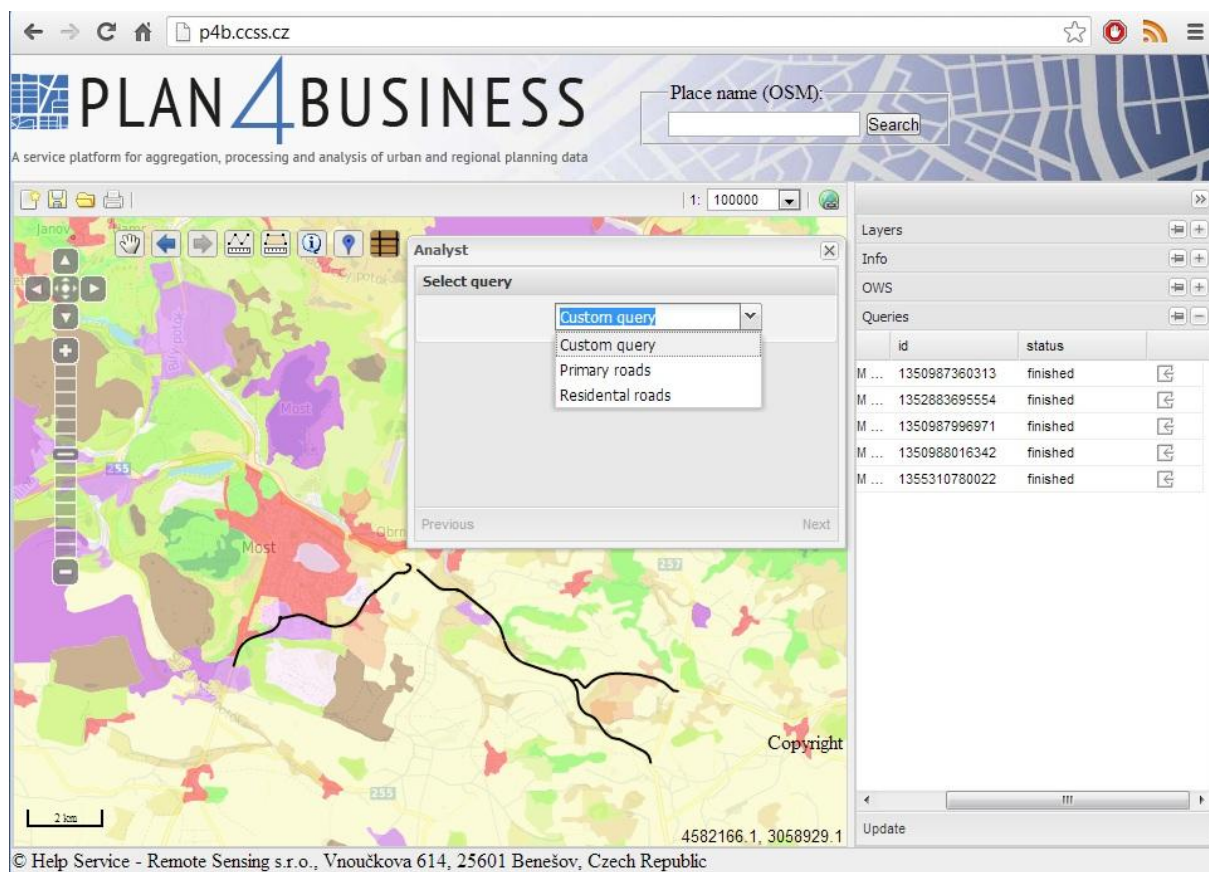 p4b.ccss.cz
PLAN4BUSINESS
A service platform for aggregation, processing and analysis of urban and regional planning data
Place name (OSM):
Search
1: 100000
Analyst
Select query
Custom query
Custom query
Primary roads
Residental roads
Previous
Next
Layers
Info
OWS
Queries
id status
M ... 1350987360313 finished
M ... 1352883695554 finished
M ... 1350987996971 finished
M ... 1350988016342 finished
M ... 1355310780022 finished
Update
Janov
Bílý potok
Most
255
Obrn
Most
257
255
Copyright
2 km
4582166.1, 3058929.1
© Help Service - Remote Sensing s.r.o., Vnoučkova 614, 25601 Benešov, Czech Republic